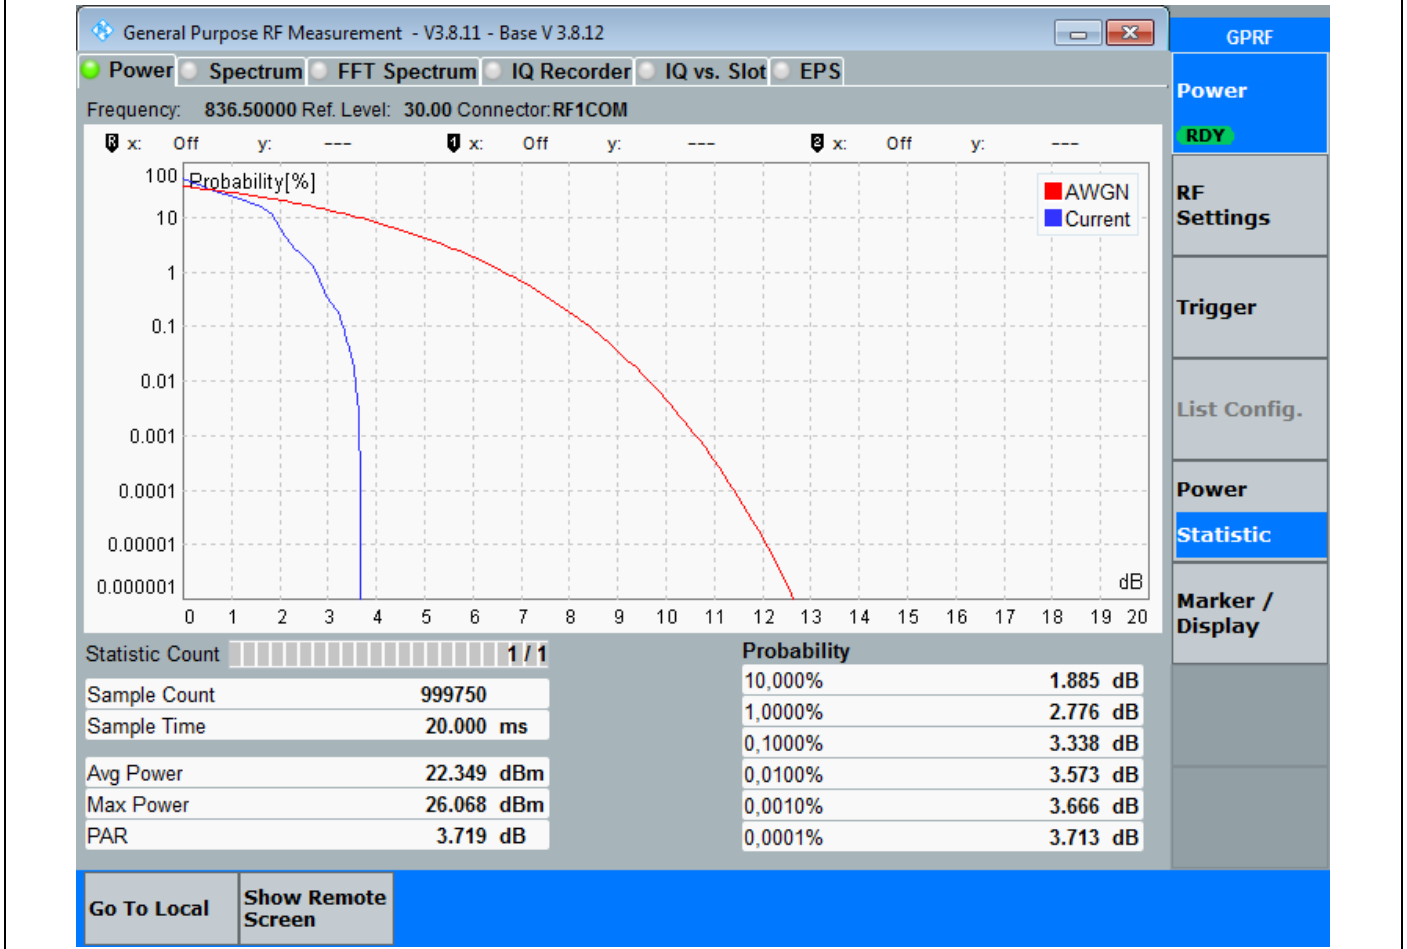 General Purpose RF Measurement - V3.8.11 - Base V 3.8.12
GPRF
Power Spectrum FFT Spectrum IQ Recorder IQ vs. Slot EPS
Frequency: 836.50000 Ref. Level: 30.00 Connector:RF1COM
R x: Off y: --- 1 x: Off y: --- 2 x: Off y: ---
Probability[%]
AWGN
Current
100
10
1
0.1
0.01
0.001
0.0001
0.00001
0.000001
dB
0 1 2 3 4 5 6 7 8 9 10 11 12 13 14 15 16 17 18 19 20
Statistic Count 1 / 1
Sample Count 999750
Sample Time 20.000 ms
Avg Power 22.349 dBm
Max Power 26.068 dBm
PAR 3.719 dB
Probability
10,000% 1.885 dB
1,0000% 2.776 dB
0,1000% 3.338 dB
0,0100% 3.573 dB
0,0010% 3.666 dB
0,0001% 3.713 dB
Power
RDY
RF
Settings
Trigger
List Config.
Power
Statistic
Marker /
Display
Go To Local
Show Remote
Screen